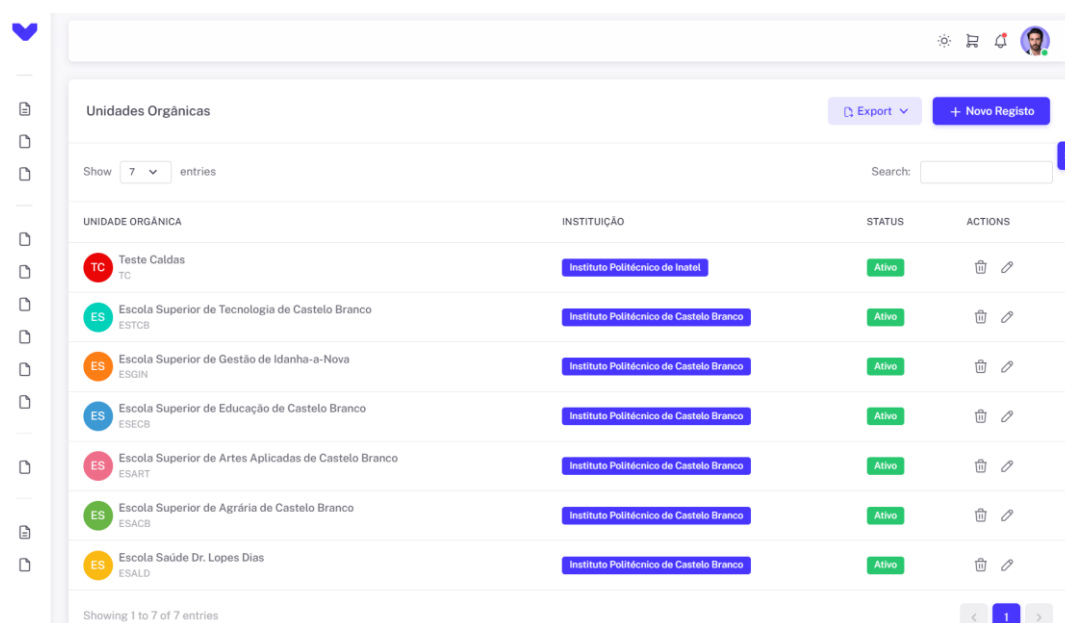 Unidades Orgânicas
Export
+ Novo Registo
Show 7 entries
Search:
UNIDADE ORGÂNICA INSTITUIÇÃO STATUS ACTIONS
TC Teste Caldas Instituto Politécnico de Inatel Ativo
TC
ES Escola Superior de Tecnologia de Castelo Branco Instituto Politécnico de Castelo Branco Ativo
ESTCB
ES Escola Superior de Gestão de Idanha-a-Nova Instituto Politécnico de Castelo Branco Ativo
ESGIN
ES Escola Superior de Educação de Castelo Branco Instituto Politécnico de Castelo Branco Ativo
ESECB
ES Escola Superior de Artes Aplicadas de Castelo Branco Instituto Politécnico de Castelo Branco Ativo
ESART
ES Escola Superior de Agrária de Castelo Branco Instituto Politécnico de Castelo Branco Ativo
ESACB
ES Escola Saúde Dr. Lopes Dias Instituto Politécnico de Castelo Branco Ativo
ESALD
Showing 1 to 7 of 7 entries
< 1 >